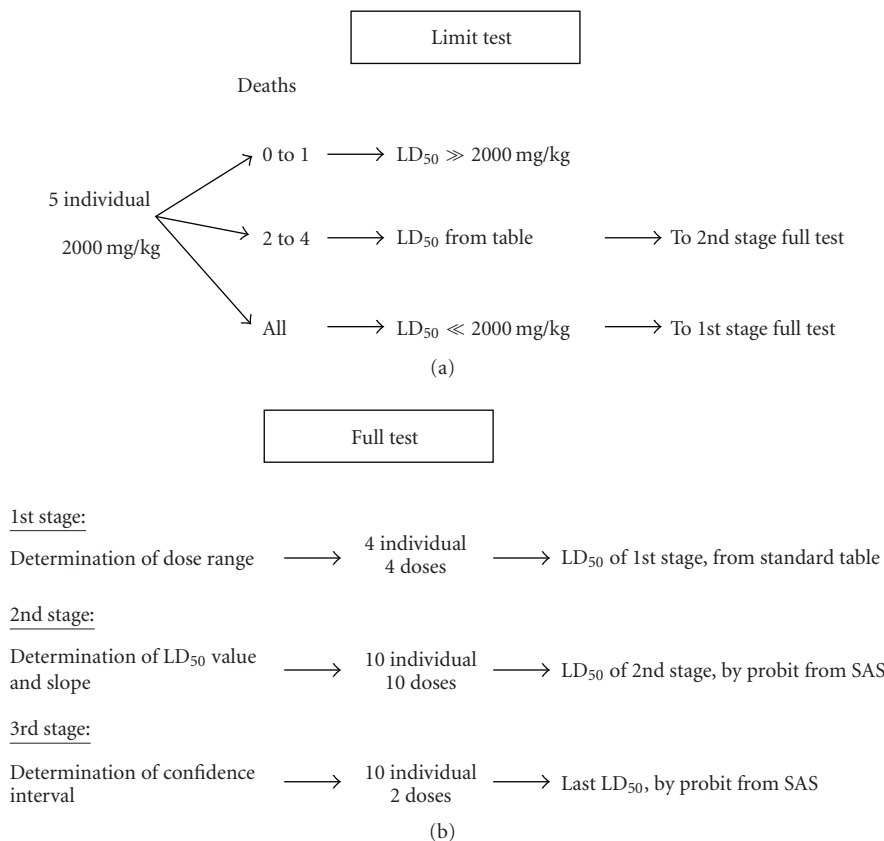 Limit test
Deaths
0 to 1
LD50 ≫ 2000 mg/kg
5 individual
2000 mg/kg
2 to 4
LD50 from table
To 2nd stage full test
All
LD50 ≪ 2000 mg/kg
To 1st stage full test
(a)
Full test
1st stage:
Determination of dose range
4 individual
4 doses
LD50 of 1st stage, from standard table
2nd stage:
Determination of LD50 value
and slope
10 individual
10 doses
LD50 of 2nd stage, by probit from SAS
3rd stage:
Determination of confidence
interval
10 individual
2 doses
Last LD50, by probit from SAS
(b)